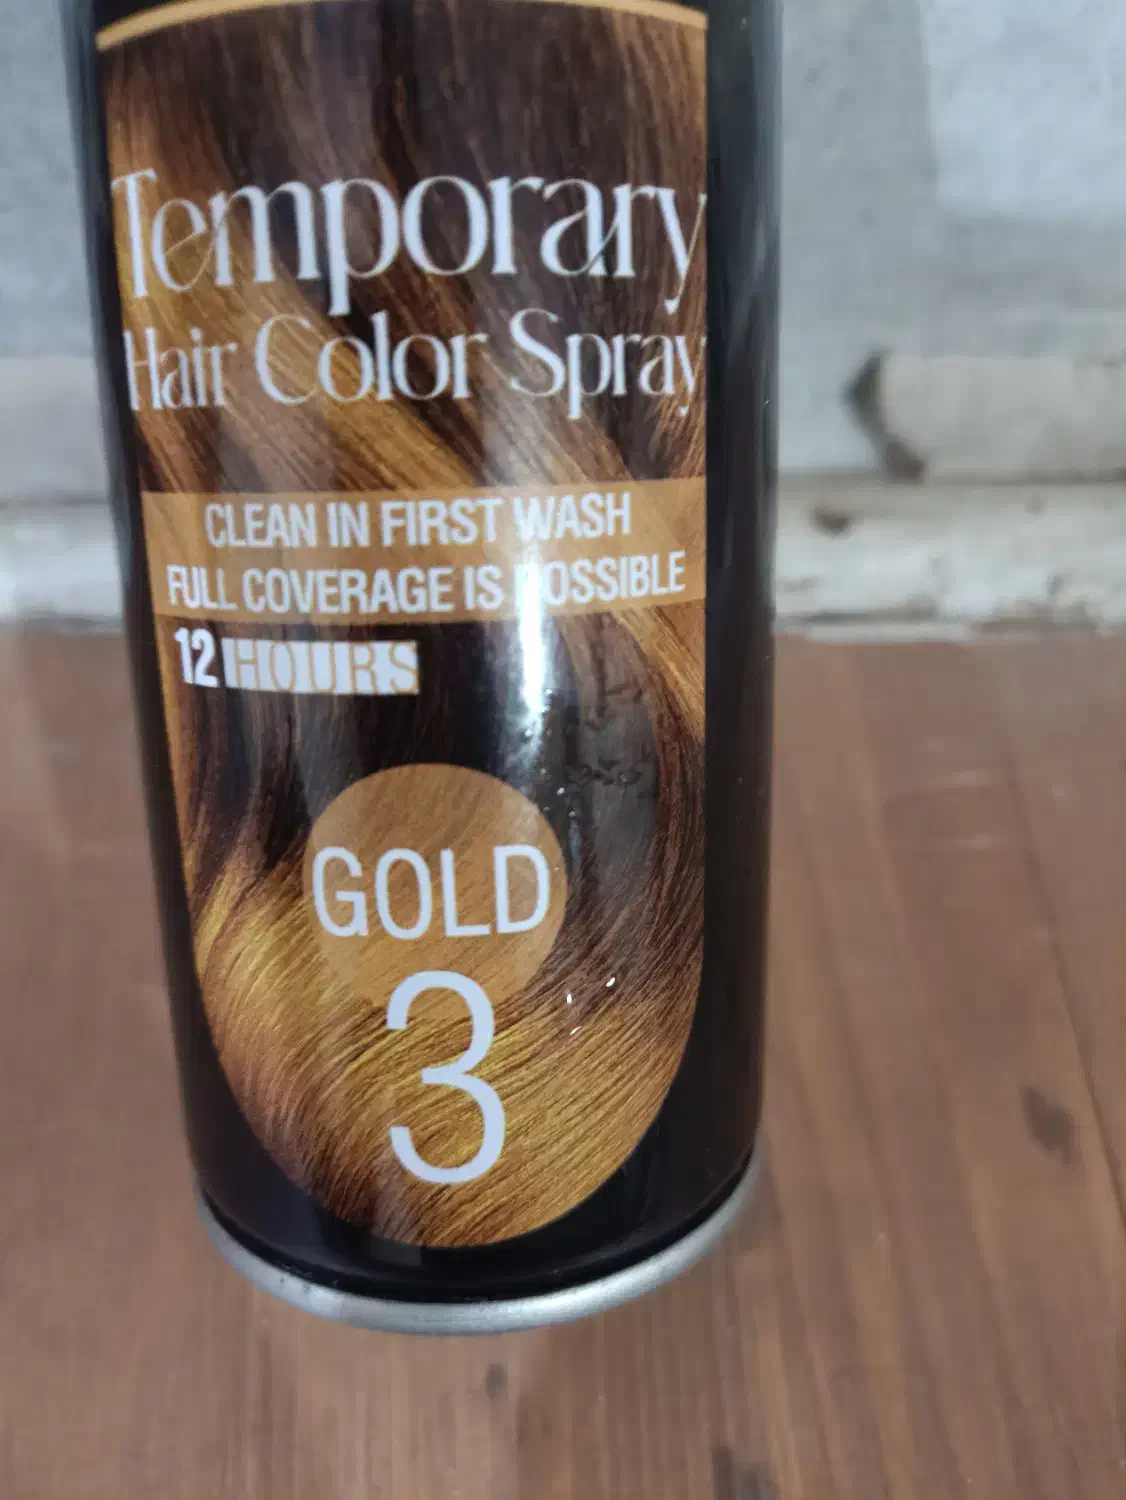 Temporary
Hair Color Spray
CLEAN IN FIRST WASH
FULL COVERAGE IS POSSIBLE
12 HOURS
GOLD
3